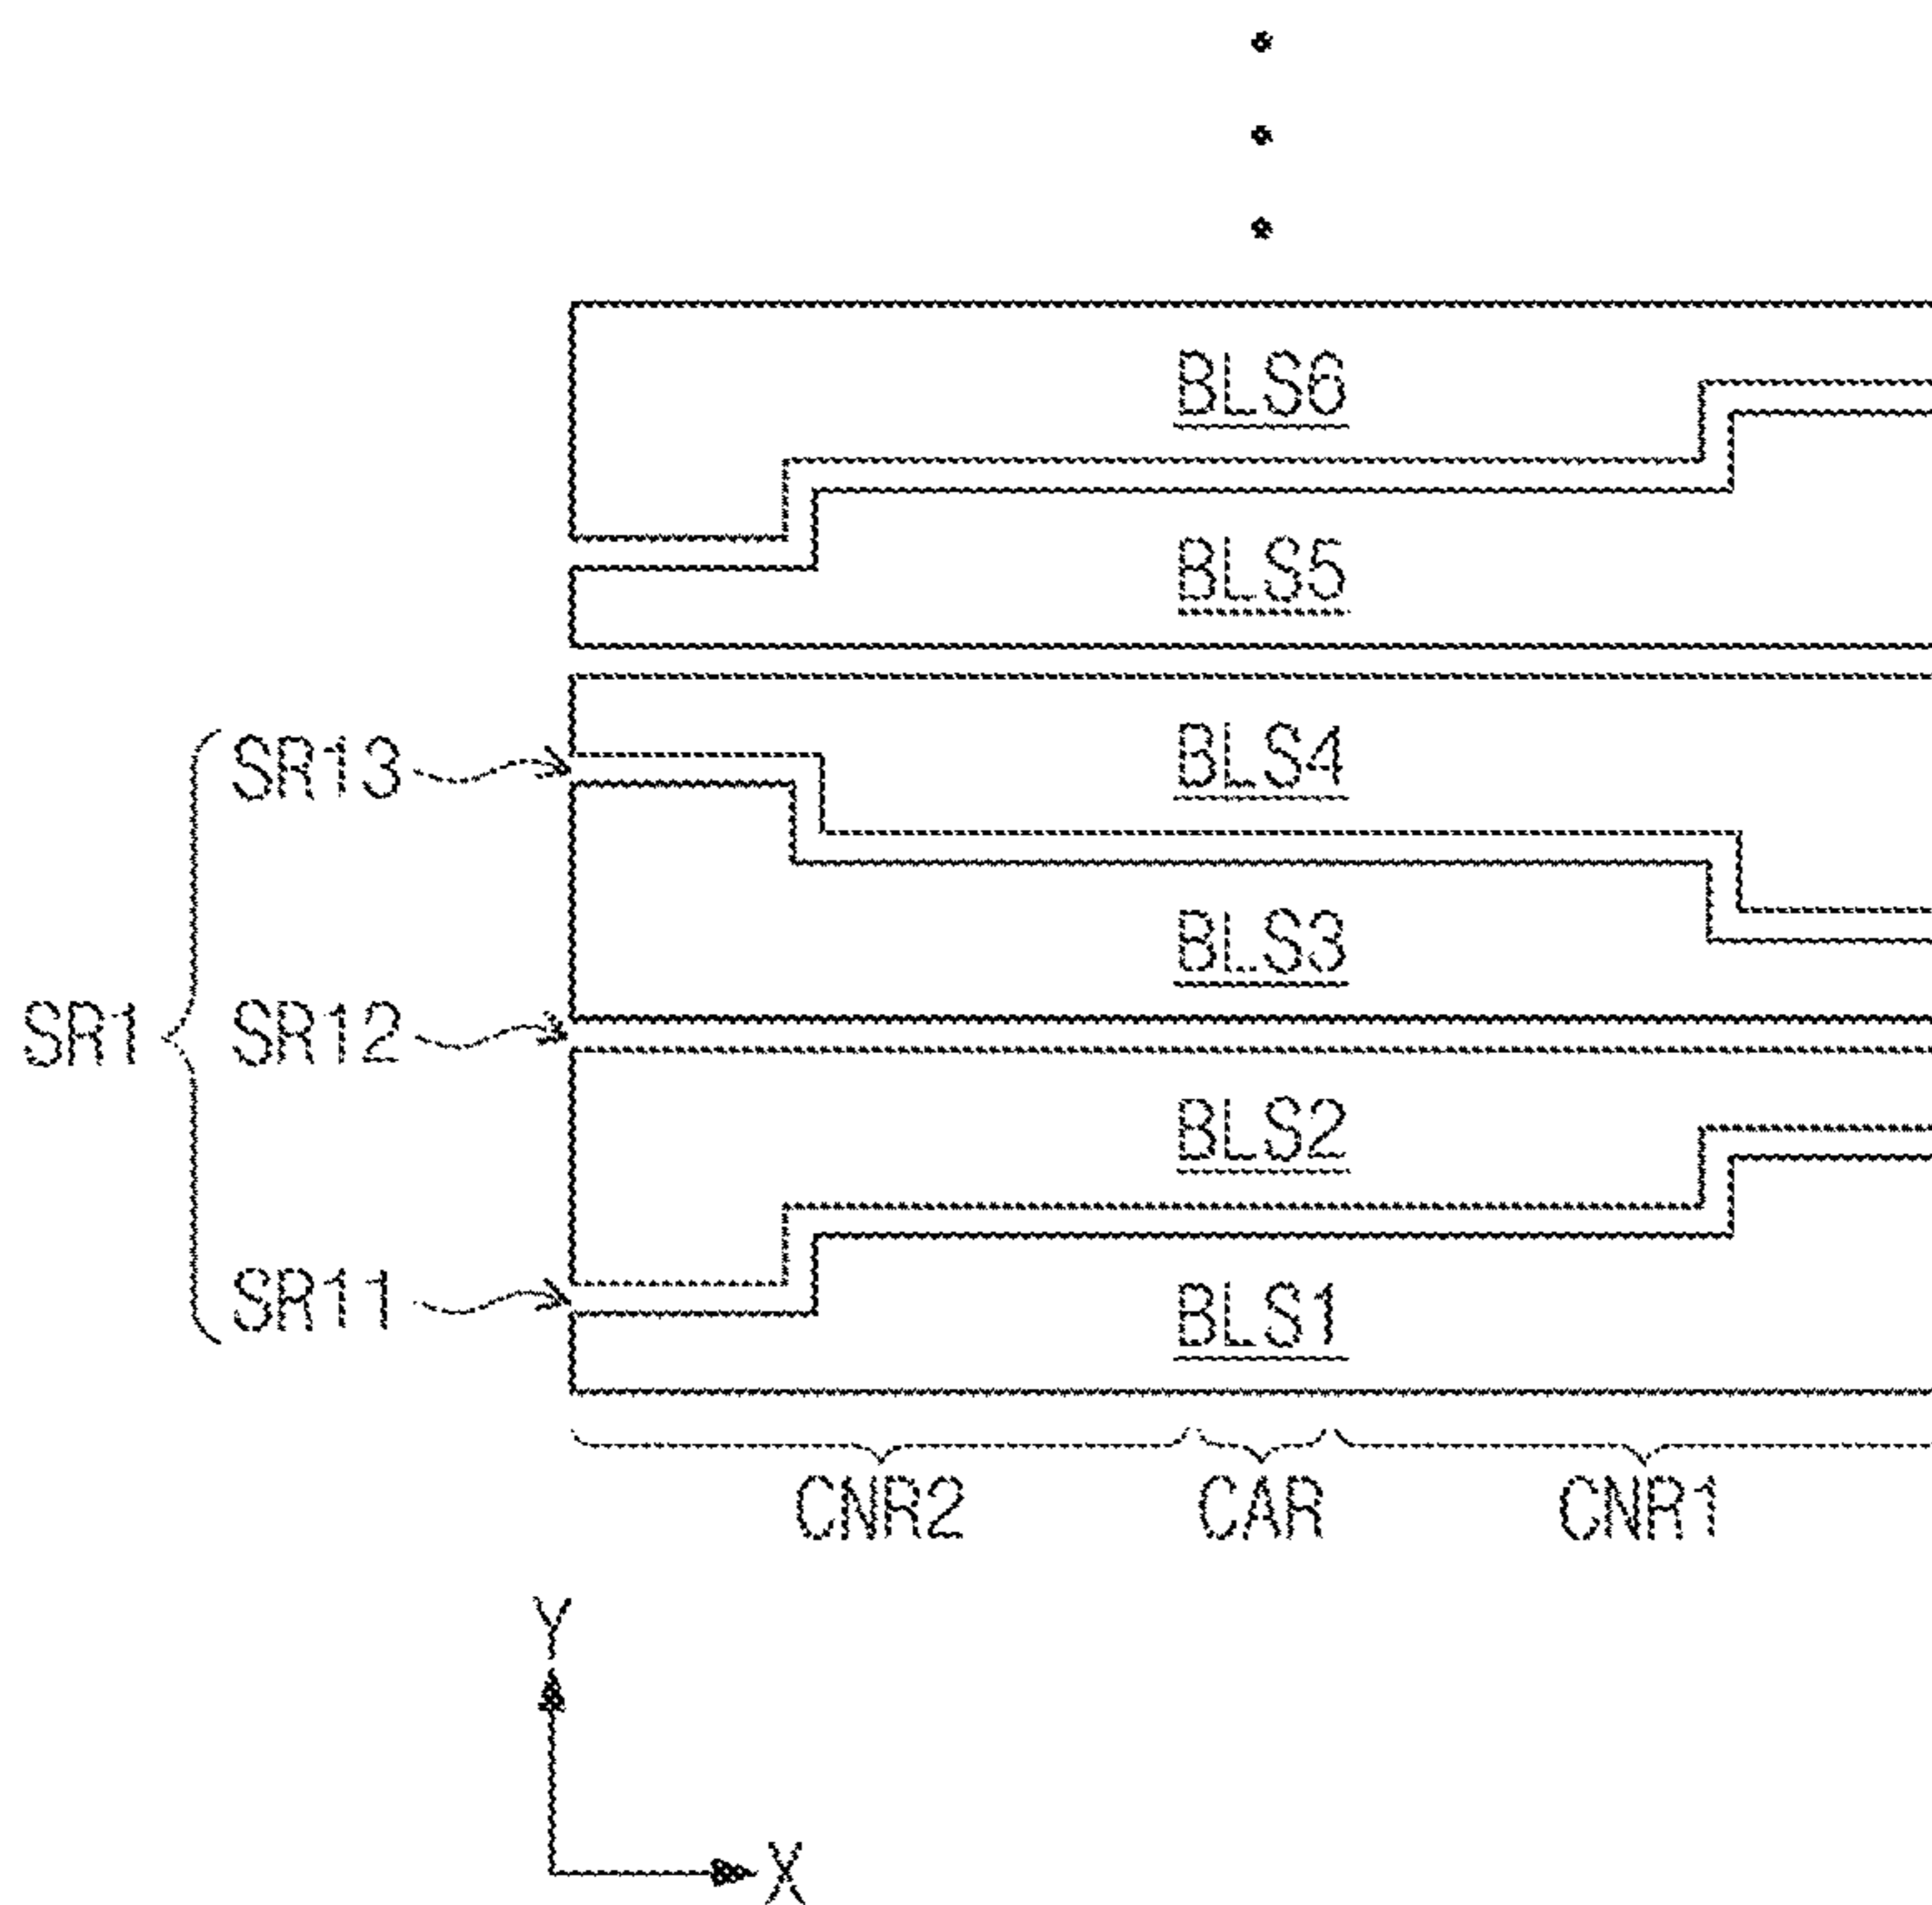 BLS6
BLS5
SR13
BLS4
BLS3
SR1
SR12
BLS2
SR11
BLS1
CNR2
CAR
CNR1
Y
X